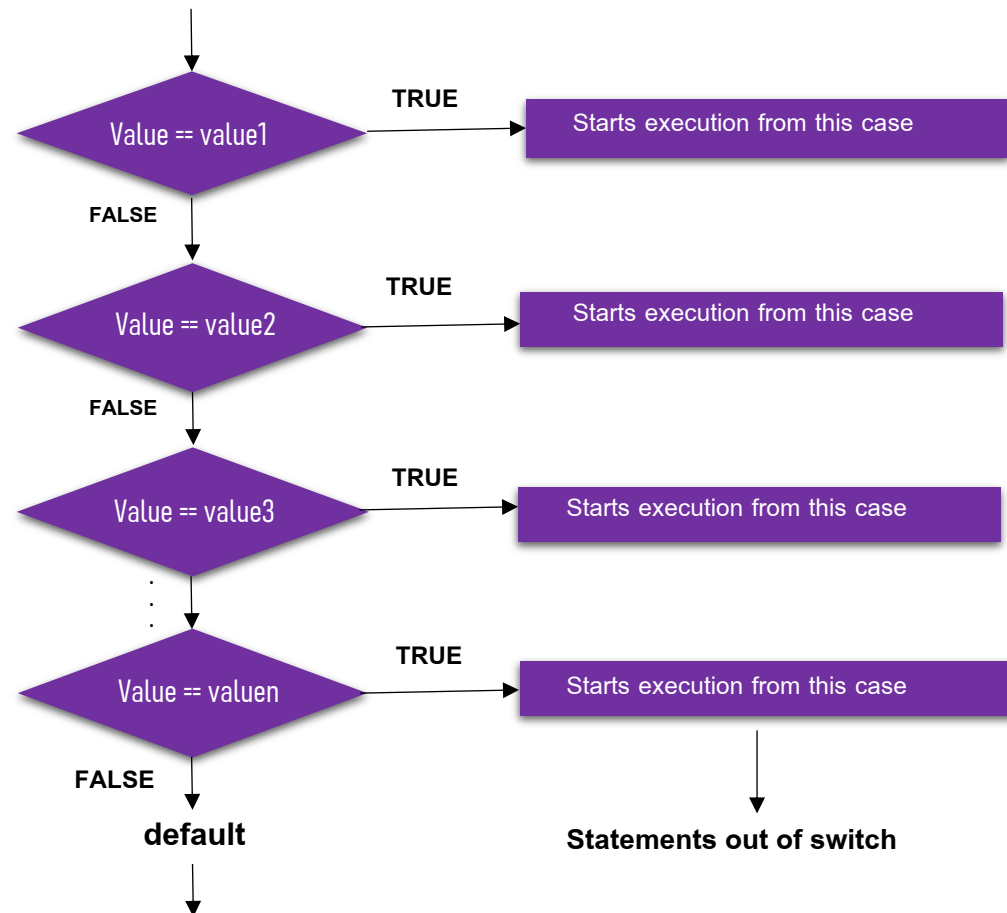 TRUE
Value == value1
Starts execution from this case
FALSE
TRUE
Value == value2
Starts execution from this case
FALSE
TRUE
Value == value3
Starts execution from this case
.
.
.
TRUE
Value == valuen
Starts execution from this case
FALSE
default
Statements out of switch